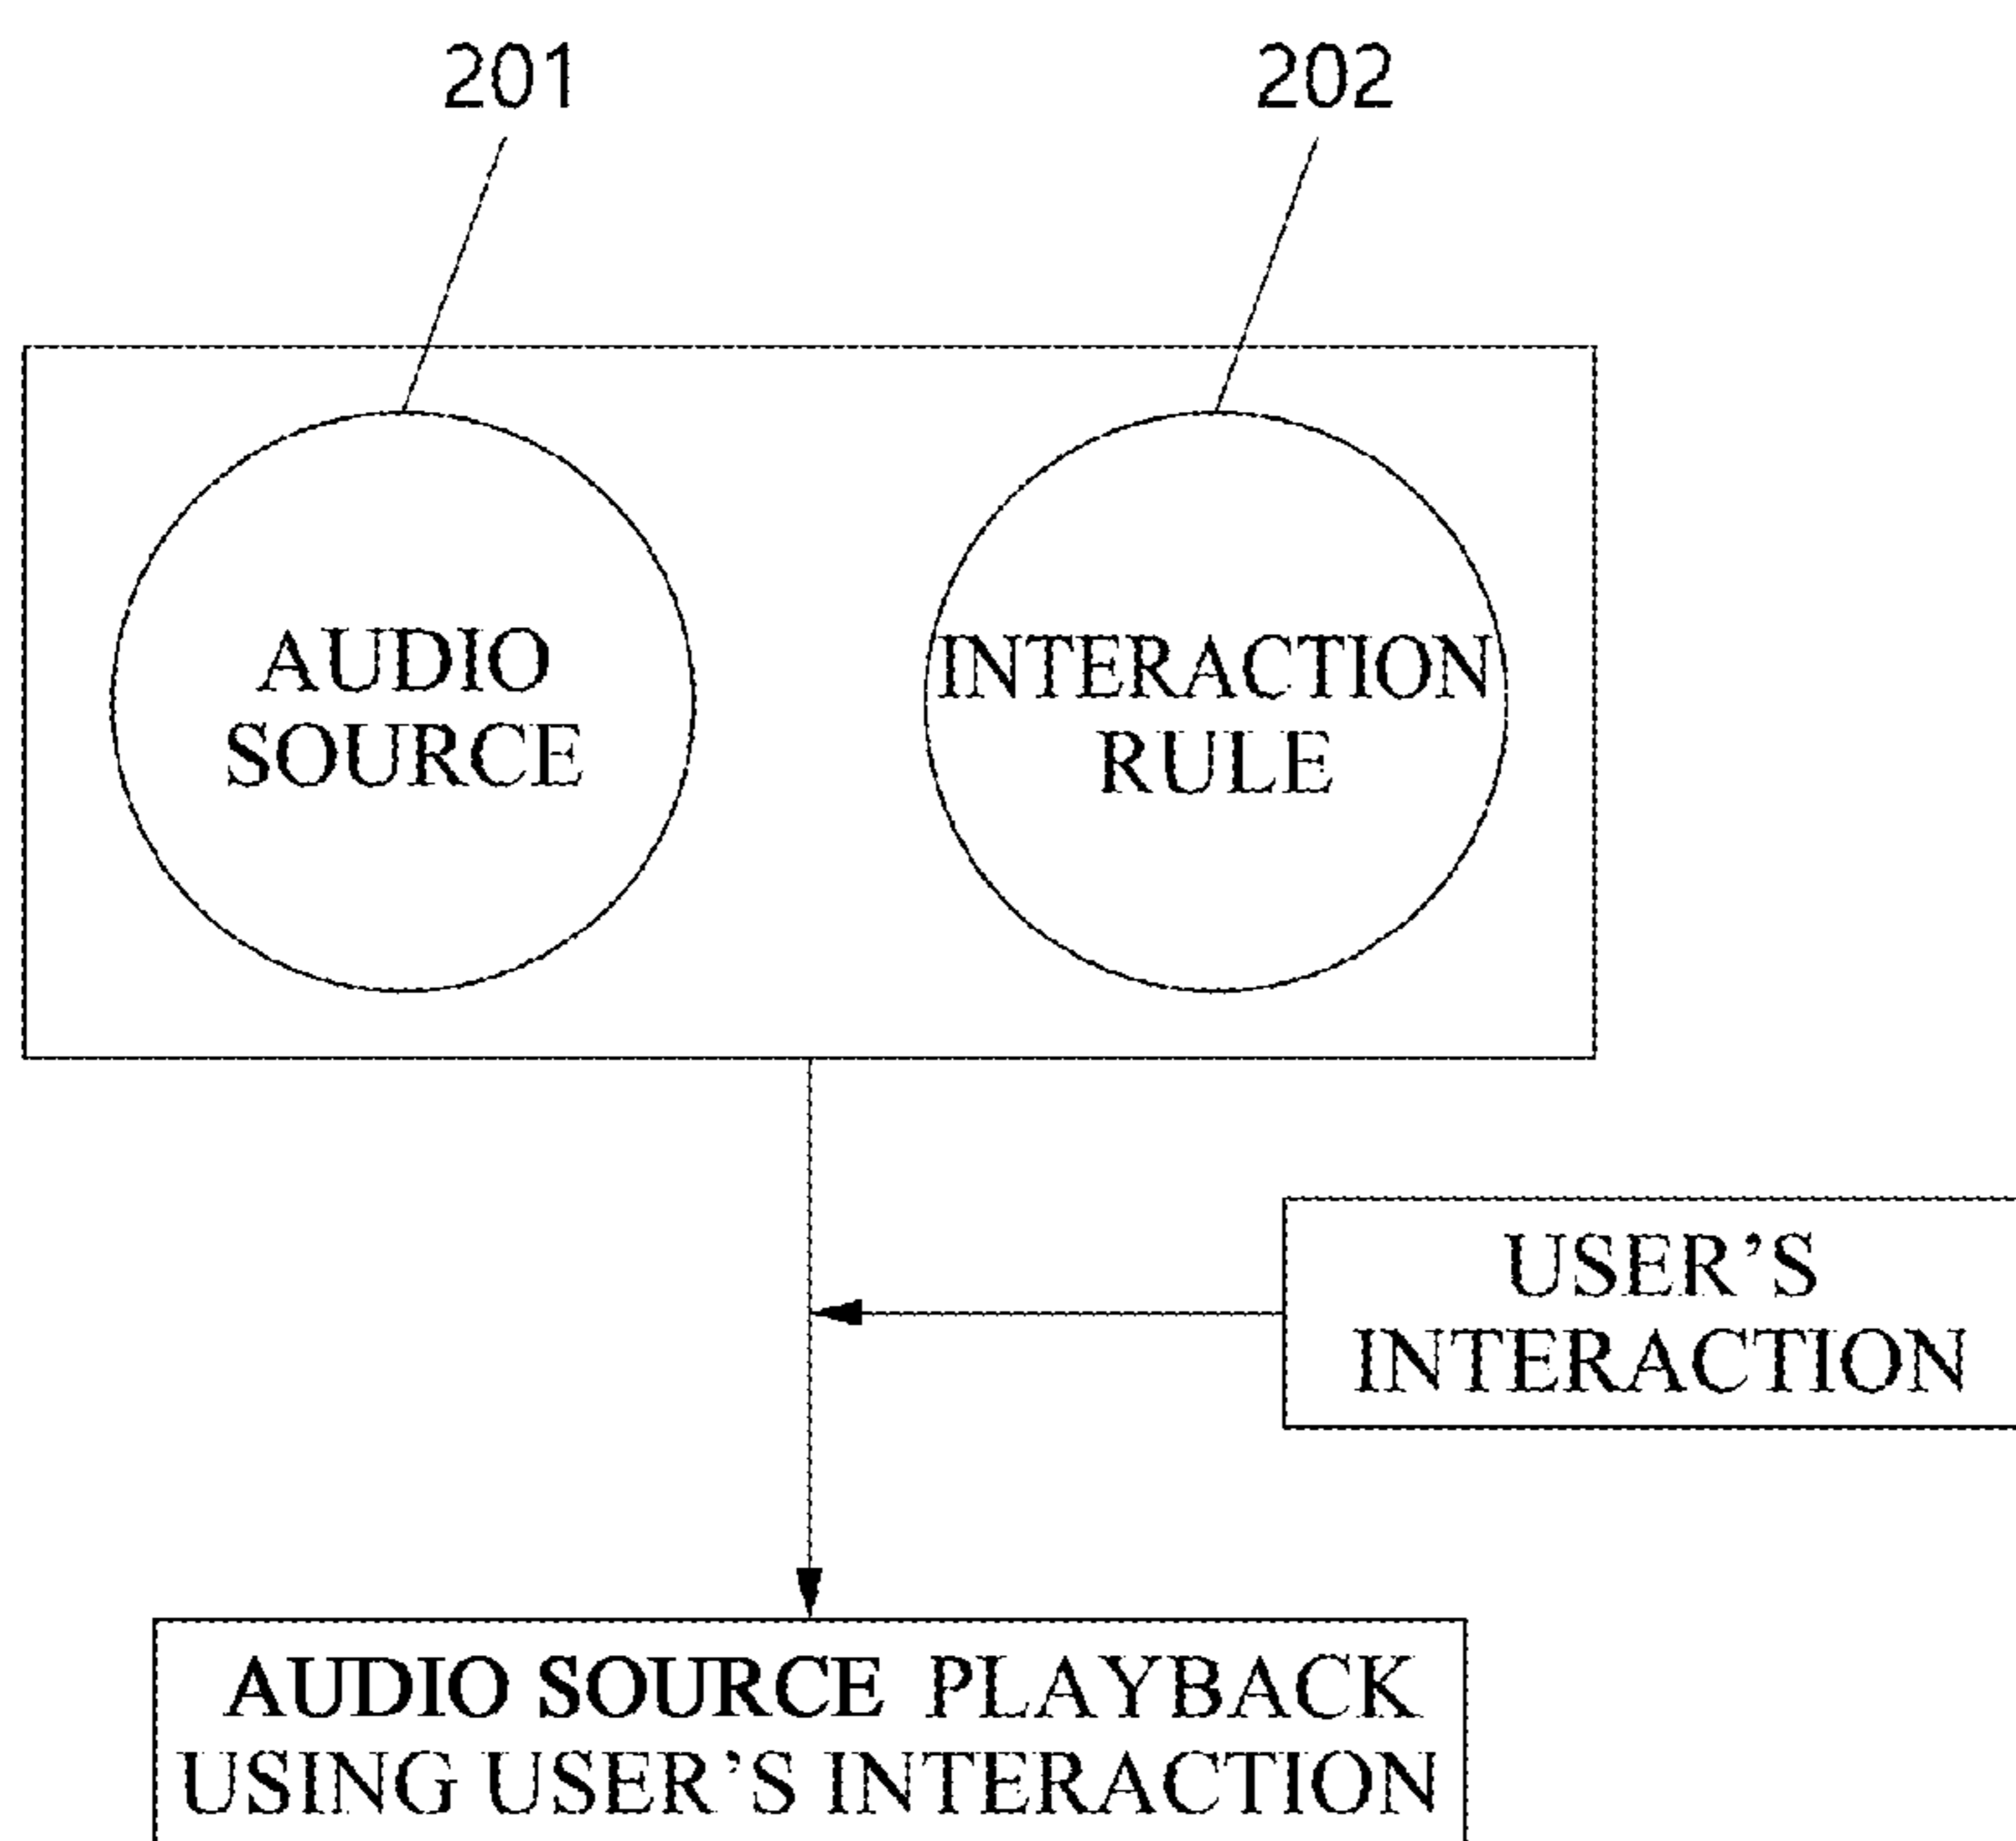 201
202
AUDIO
SOURCE
INTERACTION
RULE
USER’S
INTERACTION
AUDIO SOURCE PLAYBACK
USING USER’S INTERACTION